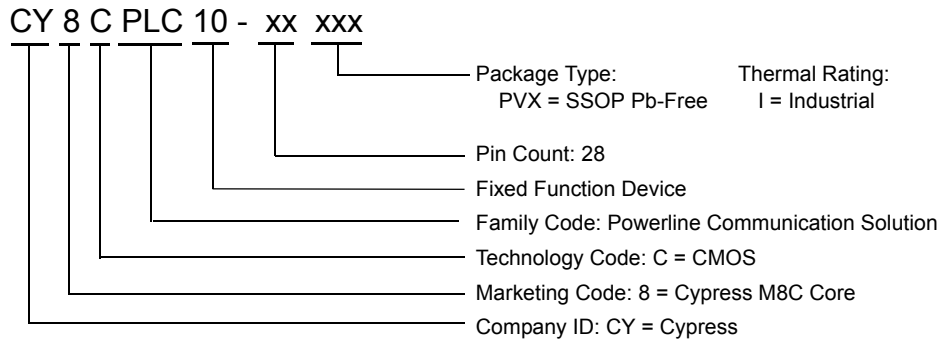 CY 8 C PLC 10 - xx xxx
Package Type: Thermal Rating:
PVX = SSOP Pb-Free I = Industrial
Pin Count: 28
Fixed Function Device
Family Code: Powerline Communication Solution
Technology Code: C = CMOS
Marketing Code: 8 = Cypress M8C Core
Company ID: CY = Cypress